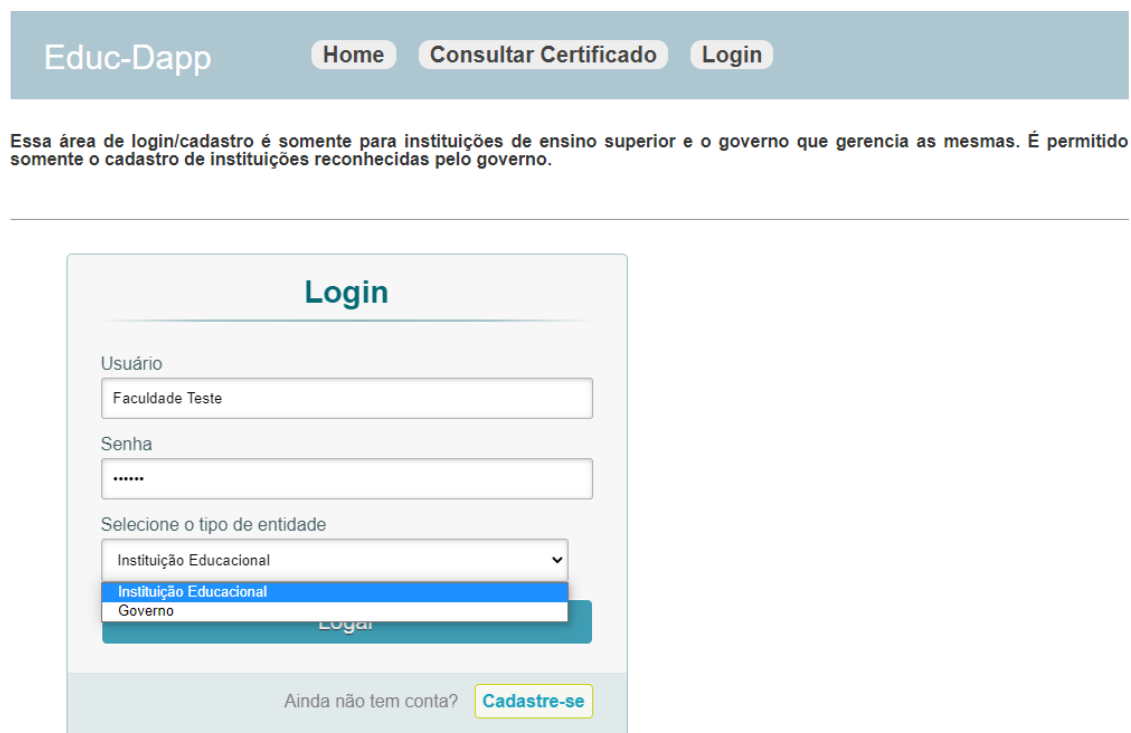 Educ-Dapp Home Consultar Certificado Login
Essa área de login/cadastro é somente para instituições de ensino superior e o governo que gerencia as mesmas. É permitido
somente o cadastro de instituições reconhecidas pelo governo.
Login
Usuário
Faculdade Teste
Senha
••••••
Selecione o tipo de entidade
Instituição Educacional
Instituição Educacional
Governo
Logar
Ainda não tem conta? Cadastre-se